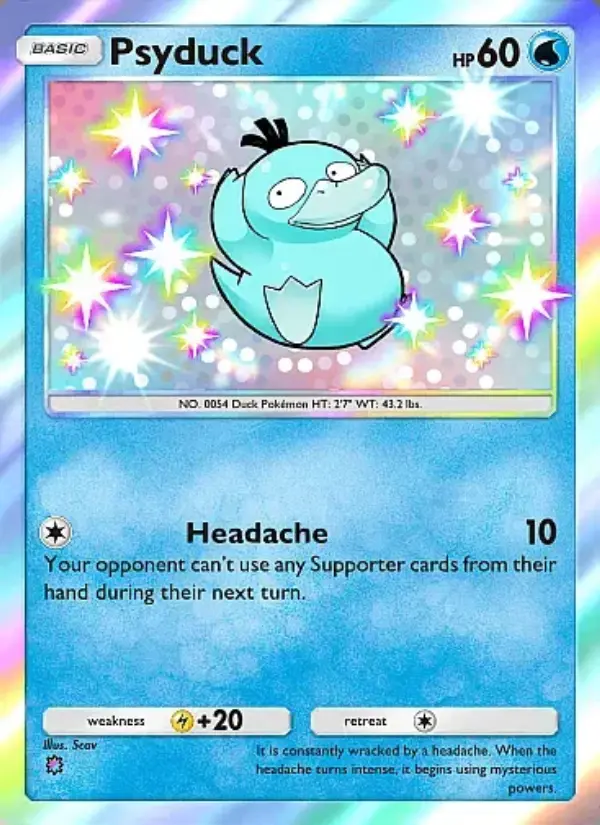 BASIC Psyduck HP60
NO. 0054 Duck Pokémon HT: 2'7" WT: 43.2 lbs.
Headache 10
Your opponent can't use any Supporter cards from their
hand during their next turn.
weakness +20 retreat
Illus. Scav
It is constantly wracked by a headache. When the
headache turns intense, it begins using mysterious
powers.